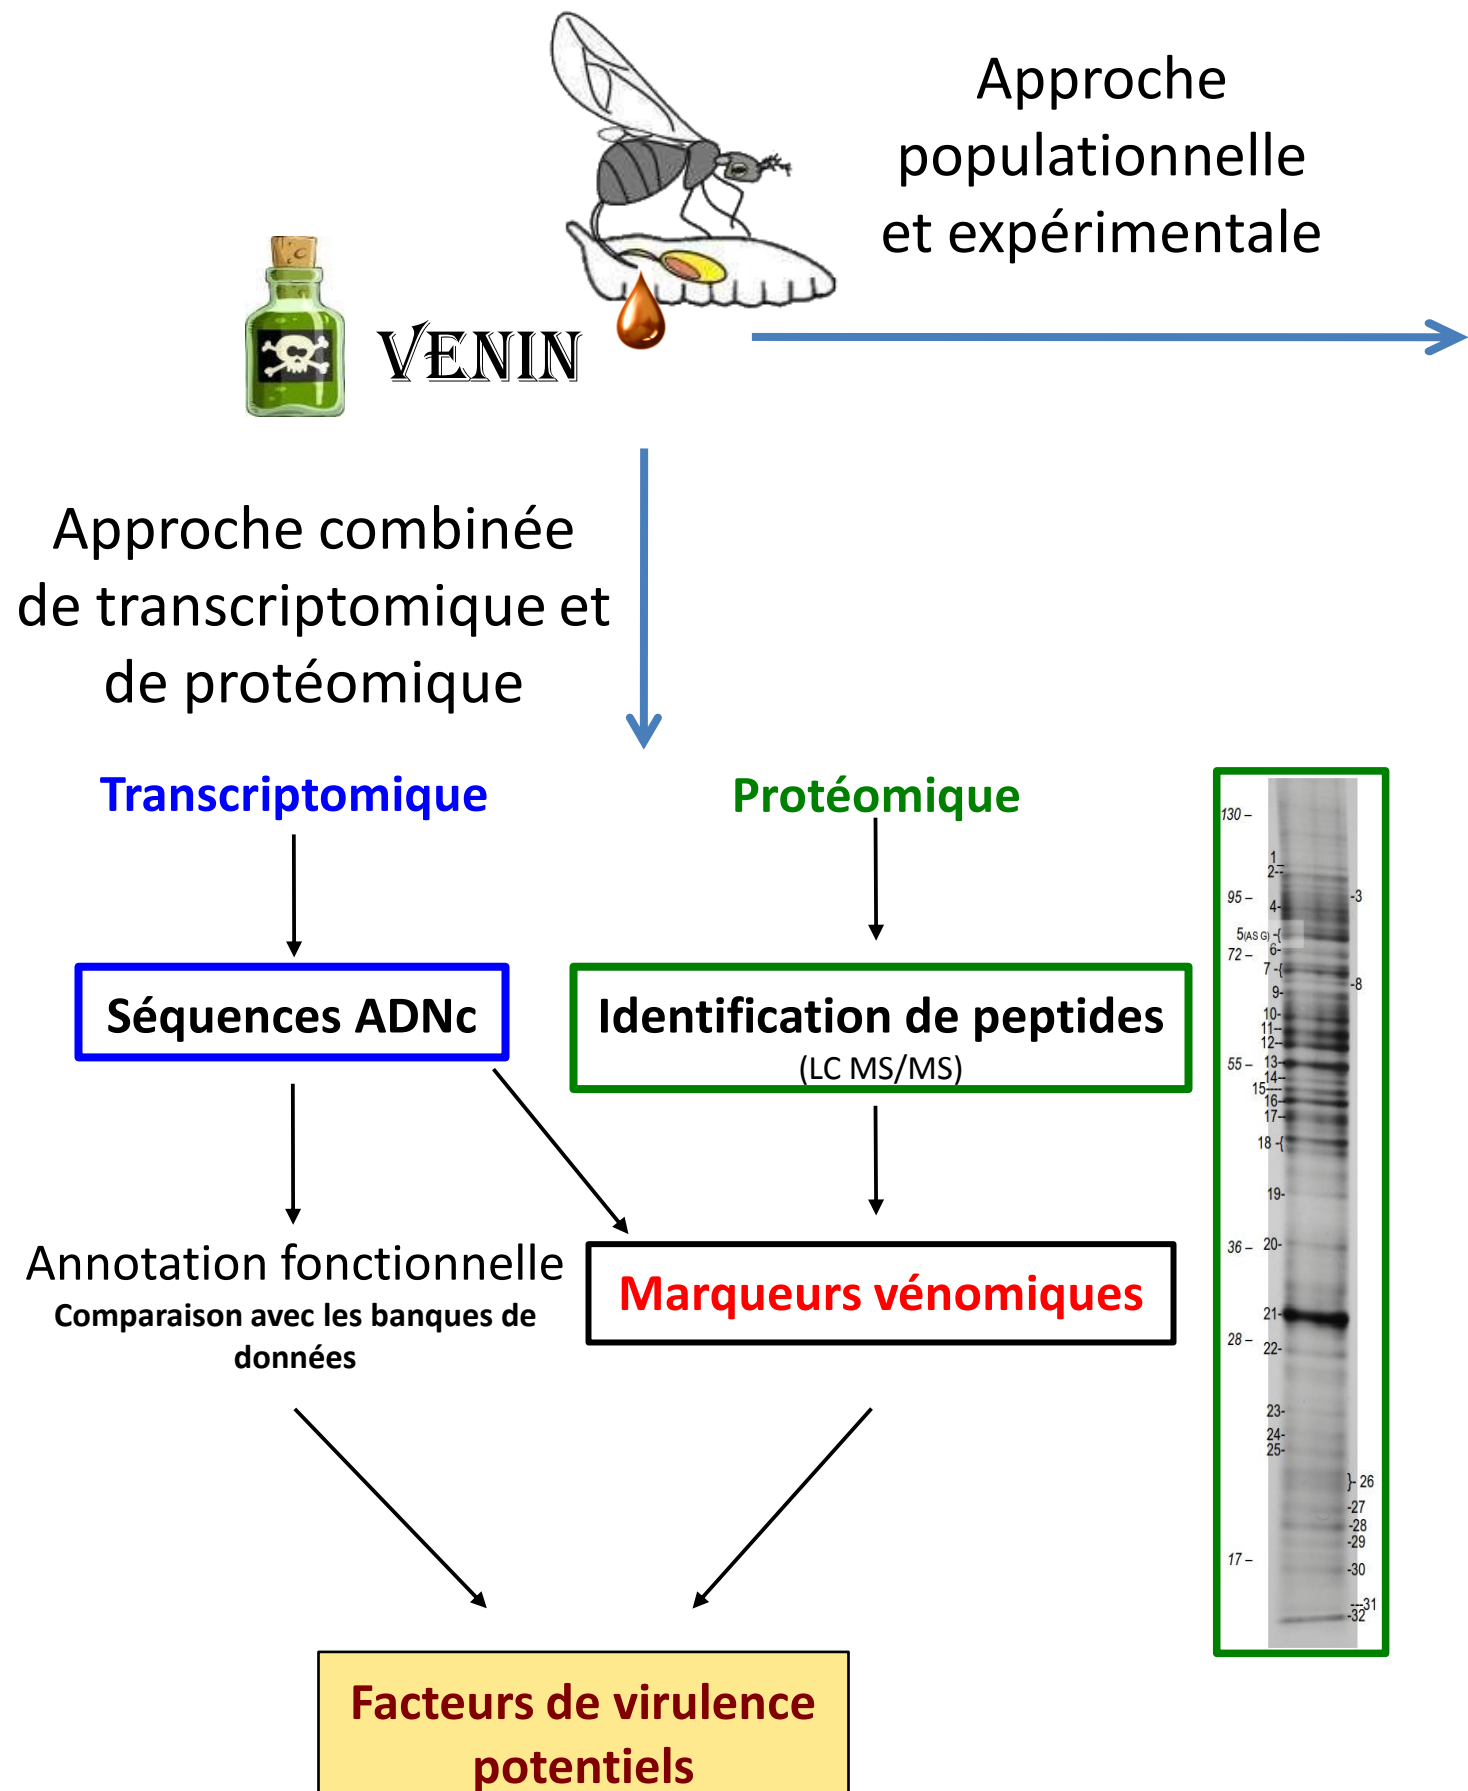 Approche
populationnelle
et expérimentale
VENIN
Approche combinée
de transcriptomique et
de protéomique
Transcriptomique
Protéomique
Séquences ADNc
Identification de peptides
(LC MS/MS)
Annotation fonctionnelle
Comparaison avec les banques de
données
Marqueurs vénomiques
Facteurs de virulence
potentiels
130 –
1_
2--
95 –
-3
4-
5(AS G) -{
6-
72 –
7 -{
-8
9-
10-
11--
12--
55 –
13-
14--
15----
16-
17--
18 -{
19-
36 –
20-
21-
28 –
22-
23-
24-
25-
}- 26
-27
-28
-29
17 –
-30
---31
-32